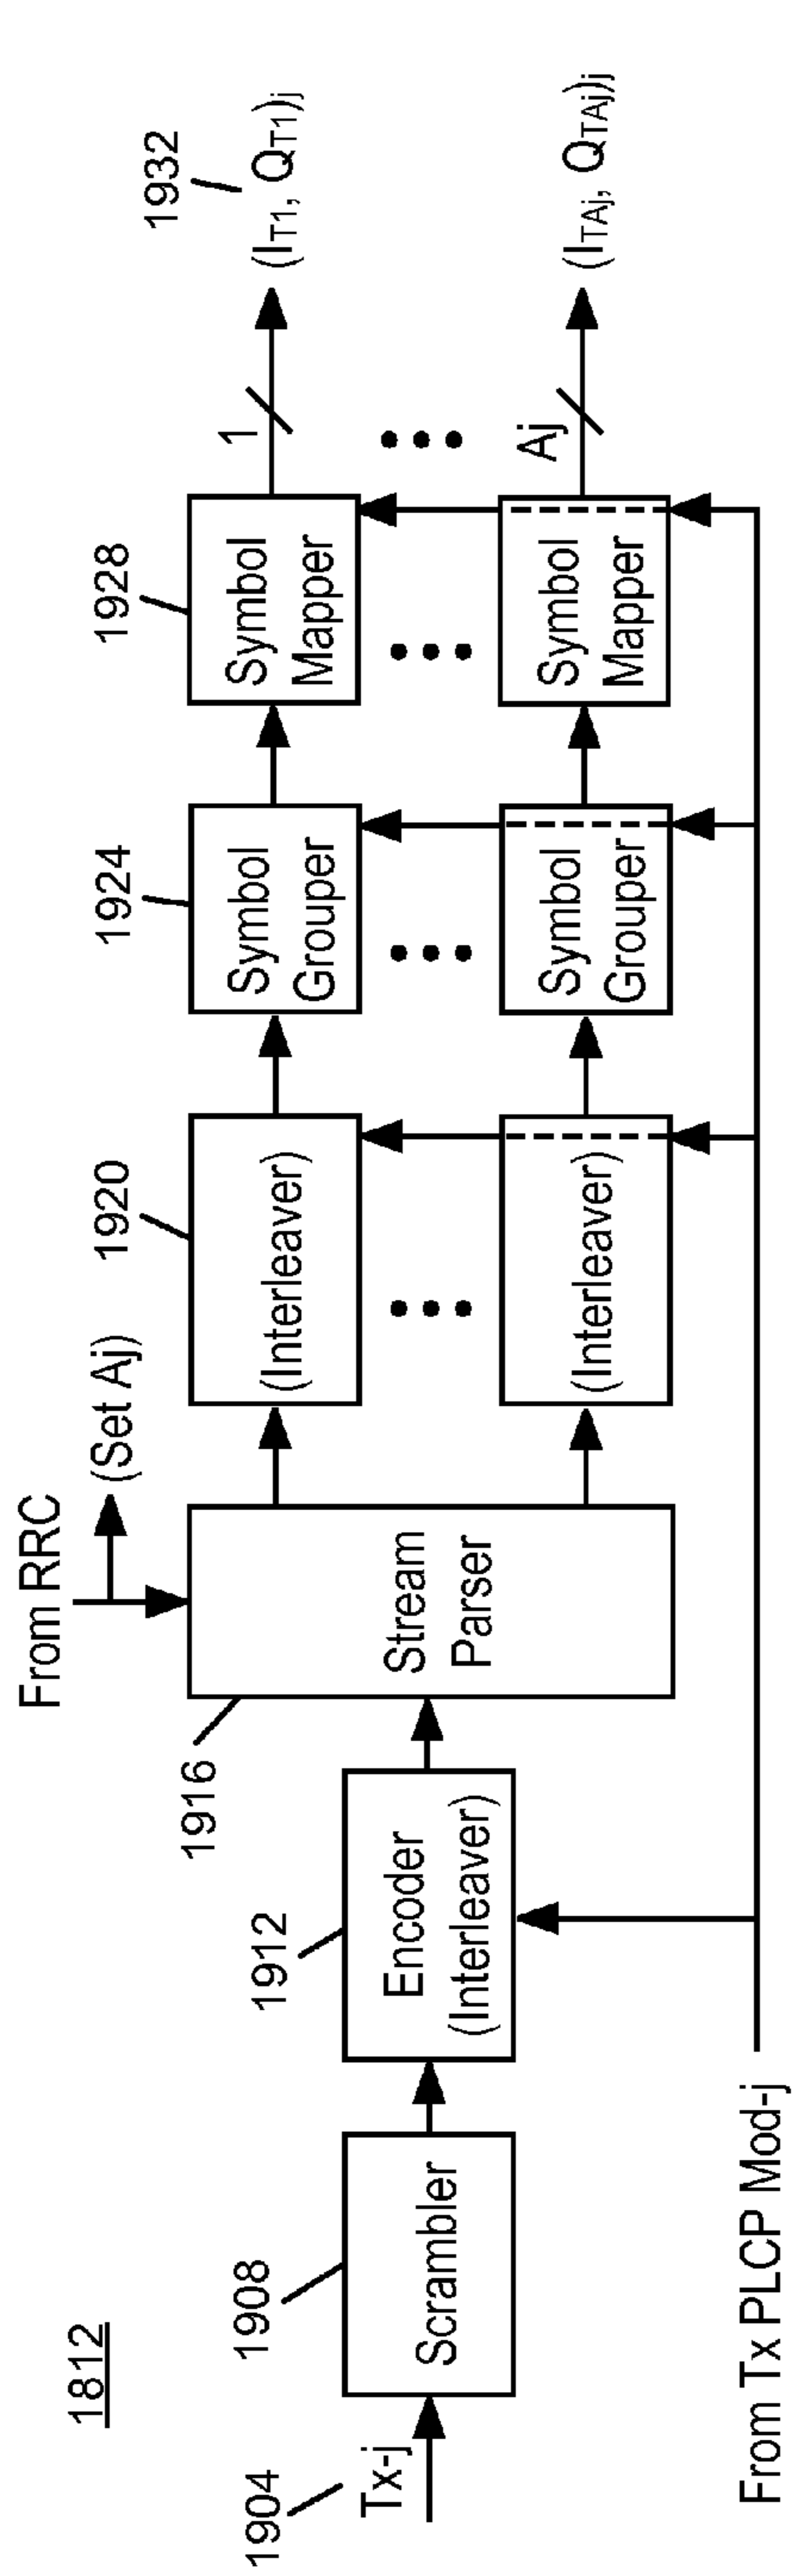 1812
1904
Tx-j
1908
Scrambler
1912
Encoder
(Interleaver)
1916
Stream
Parser
From RRC
(Set Aj)
1920
(Interleaver)
(Interleaver)
1924
Symbol
Grouper
Symbol
Grouper
1928
Symbol
Mapper
Symbol
Mapper
1
Aj
1932
(IT1, QT1)j
(ITAj, QTAj)j
From Tx PLCP Mod-j